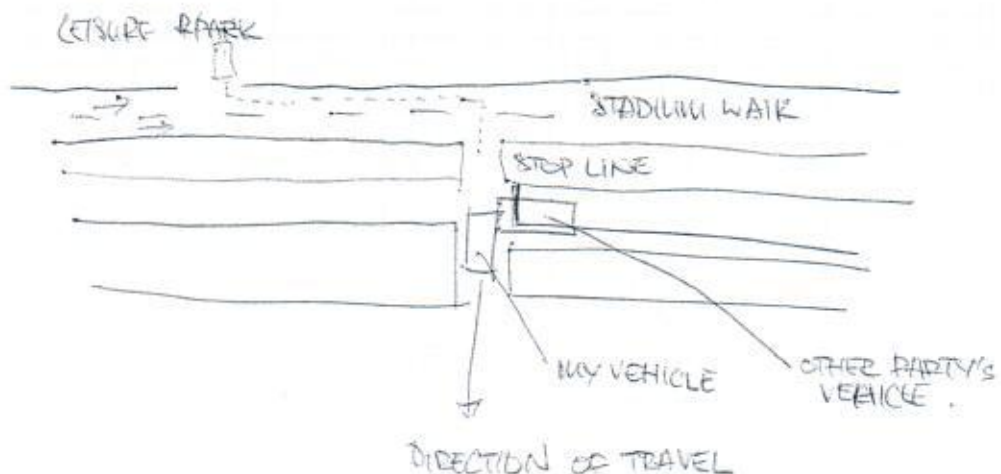 LEISURE PARK
STADIUM WALK
STOP LINE
MY VEHICLE
OTHER PARTY'S
VEHICLE.
DIRECTION OF TRAVEL